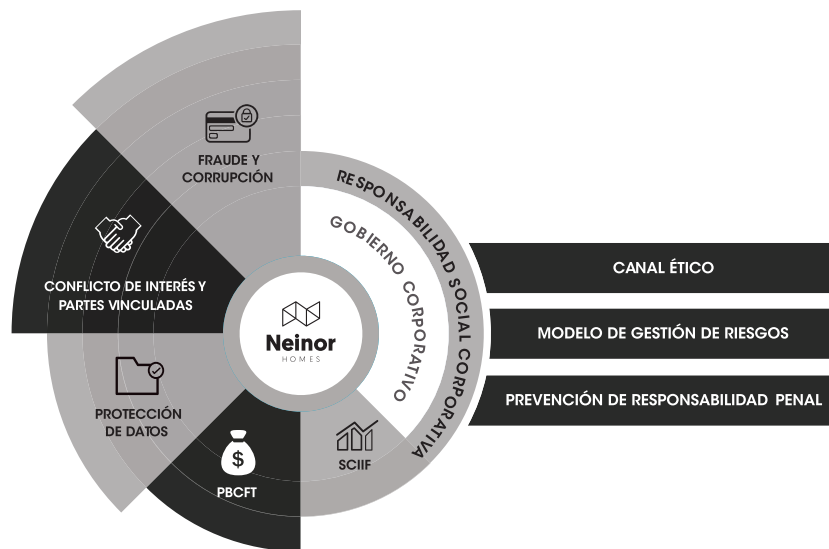 FRAUDE Y
CORRUPCIÓN
CONFLICTO DE INTERÉS Y
PARTES VINCULADAS
PROTECCIÓN
DE DATOS
$
PBCFT
SCIIF
Neinor
HOMES
GOBIERNO CORPORATIVO
RESPONSABILIDAD SOCIAL CORPORATIVA
CANAL ÉTICO
MODELO DE GESTIÓN DE RIESGOS
PREVENCIÓN DE RESPONSABILIDAD PENAL